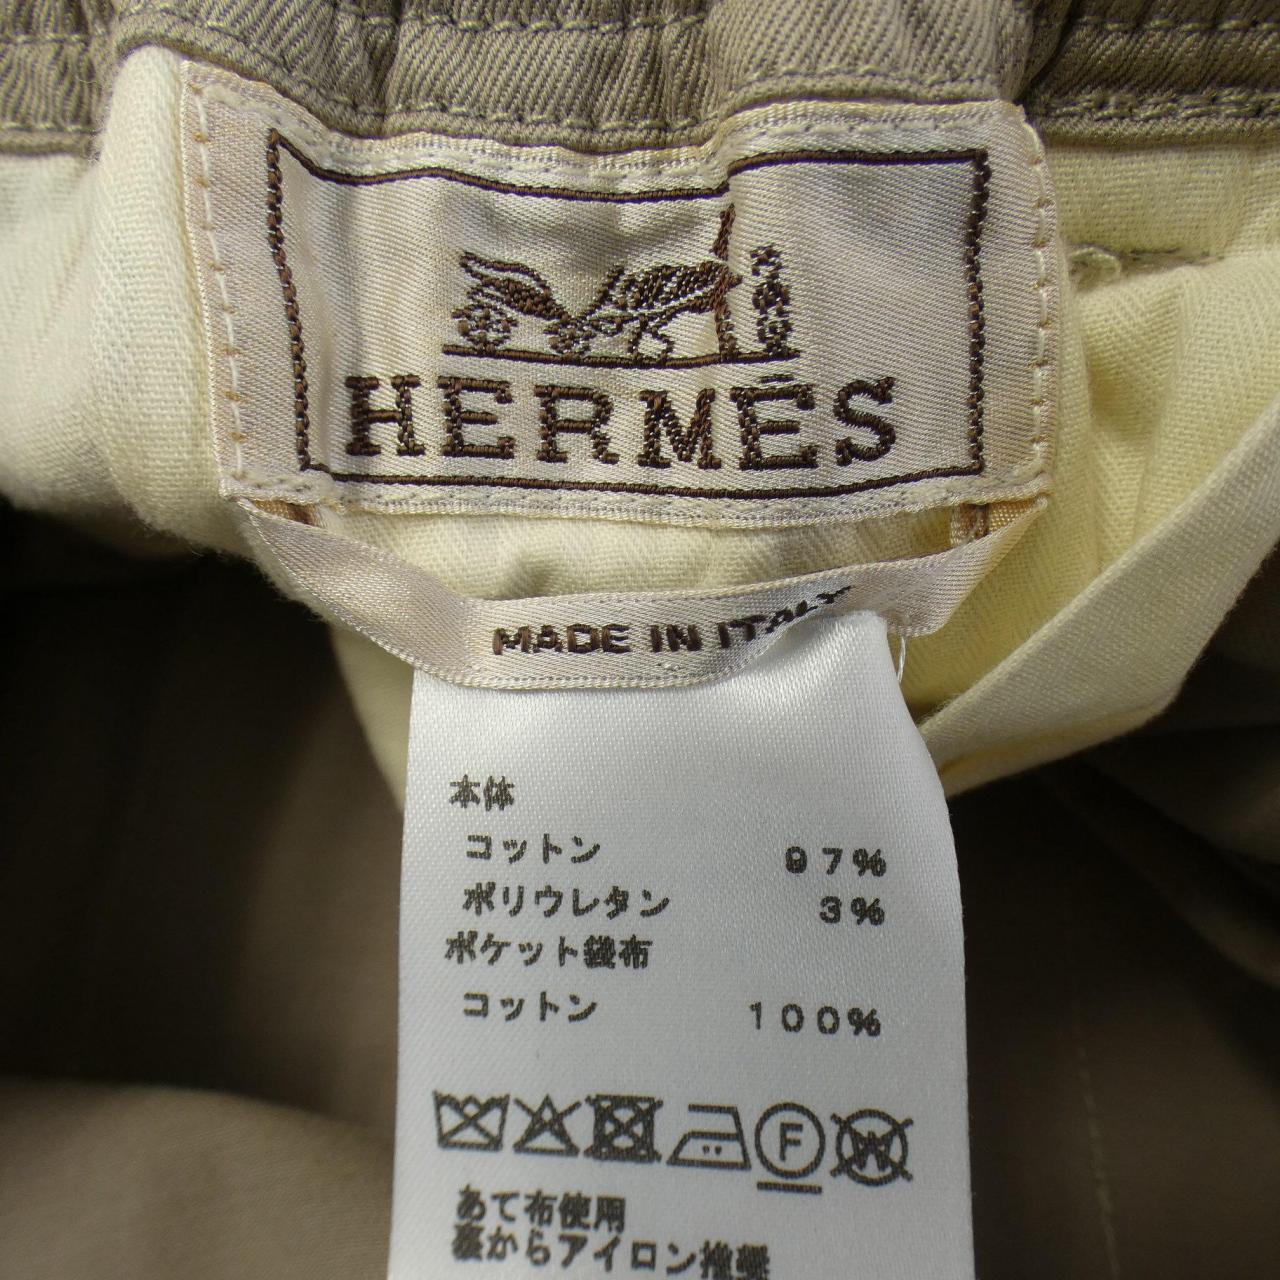 HERMÈS
MADE IN ITALY
本体
コットン 97%
ポリウレタン 3%
ポケット袋布
コットン 100%
F W
あて布使用
裏からアイロン推奨